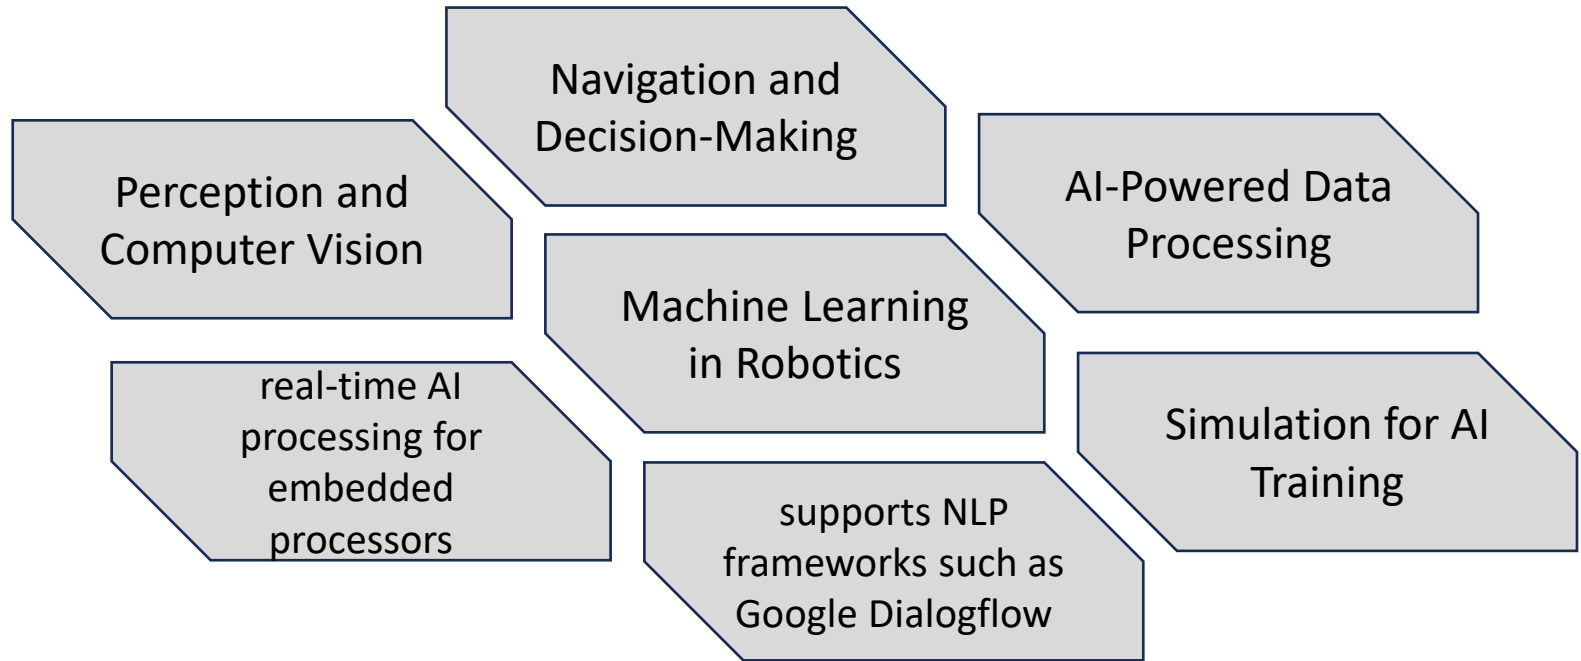 Navigation and
Decision-Making
Perception and
Computer Vision
AI-Powered Data
Processing
Machine Learning
in Robotics
real-time AI
processing for
embedded
processors
supports NLP
frameworks such as
Google Dialogflow
Simulation for AI
Training